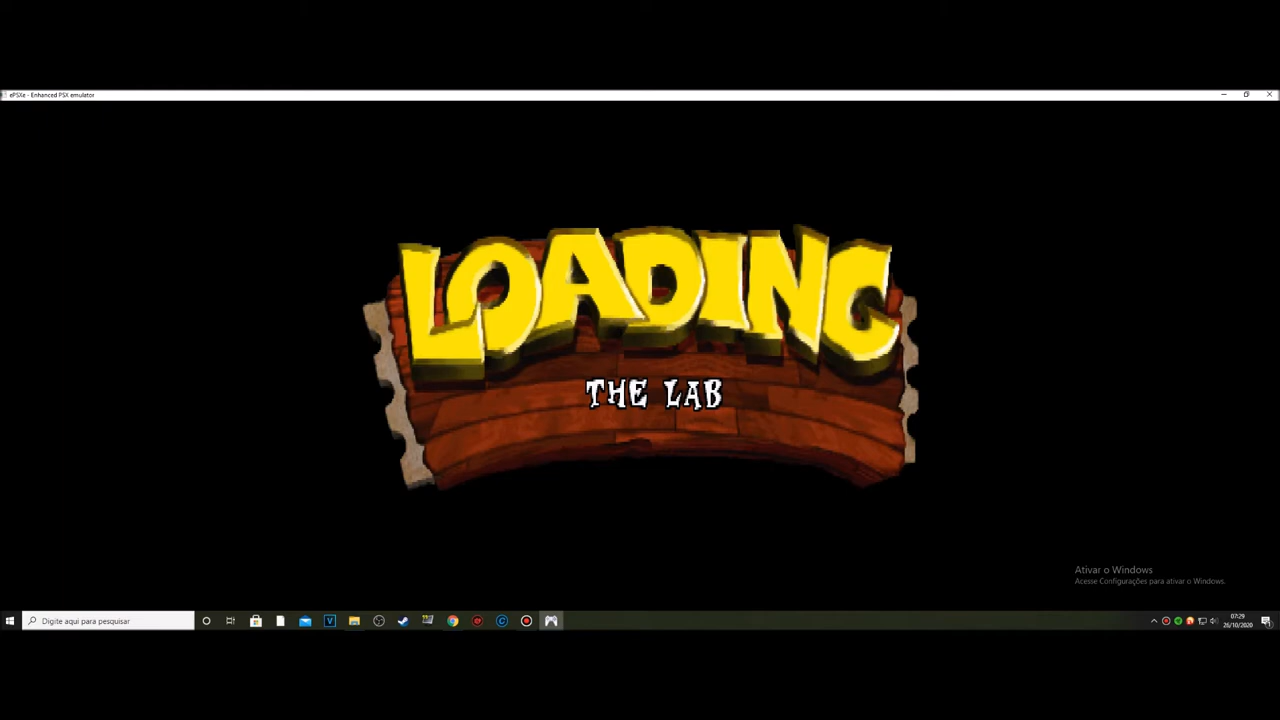 ePSXe - Enhanced PSX emulator
LOADING
THE LAB
Ativar o Windows
Acesse Configurações para ativar o Windows.
Digite aqui para pesquisar
07:29
26/10/2020